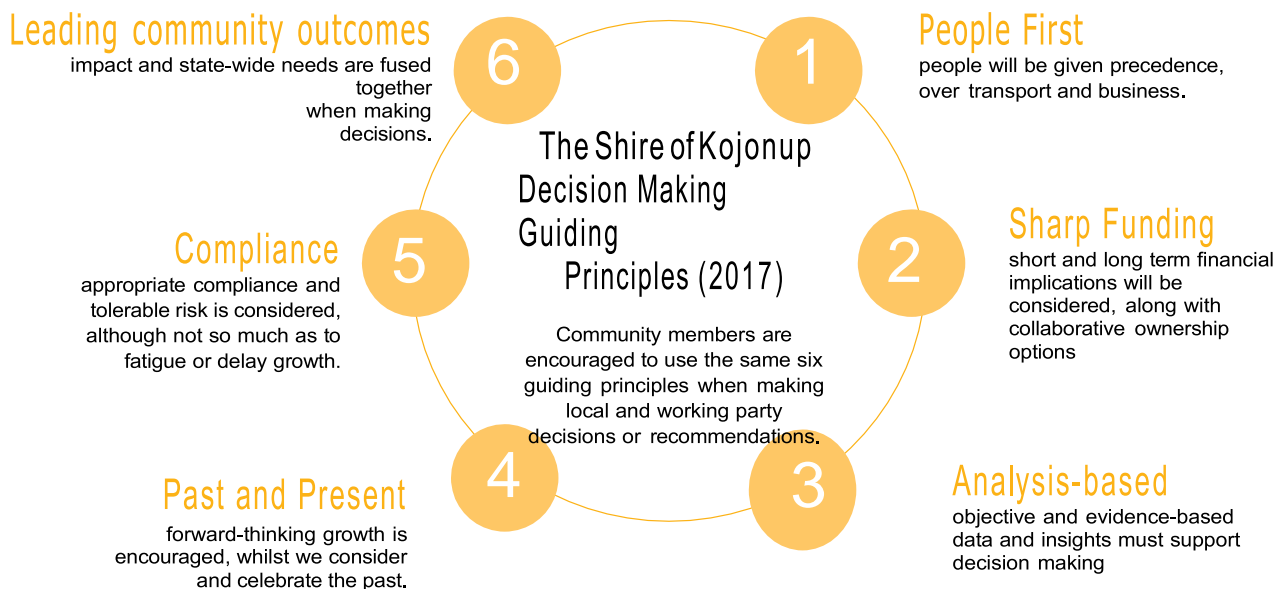 The Shire of Kojonup
Decision Making
Guiding
Principles (2017)
Community members are
encouraged to use the same six
guiding principles when making
local and working party
decisions or recommendations.
1
People First
people will be given precedence,
over transport and business.
2
Sharp Funding
short and long term financial
implications will be
considered, along with
collaborative ownership
options
3
Analysis-based
objective and evidence-based
data and insights must support
decision making
4
Past and Present
forward-thinking growth is
encouraged, whilst we consider
and celebrate the past.
5
Compliance
appropriate compliance and
tolerable risk is considered,
although not so much as to
fatigue or delay growth.
6
Leading community outcomes
impact and state-wide needs are fused
together
when making
decisions.